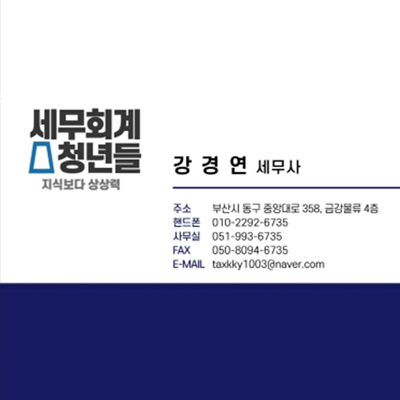 세무회계
청년들
지식보다 상상력
강 경 연 세무사
주소 부산시 동구 중앙대로 358, 금강물류 4층
핸드폰 010-2292-6735
사무실 051-993-6735
FAX 050-8094-6735
E-MAIL taxkky1003@naver.com